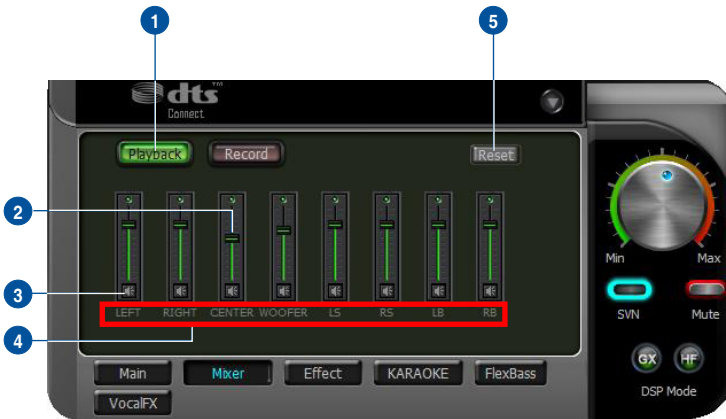 1 5
dts™
Connect
Playback Record Reset
2
3
LEFT RIGHT CENTER WOOFER LS RS LB RB
4
Min Max
SVN Mute
GX HF
DSP Mode
Main Mixer Effect KARAOKE FlexBass
VocalFX